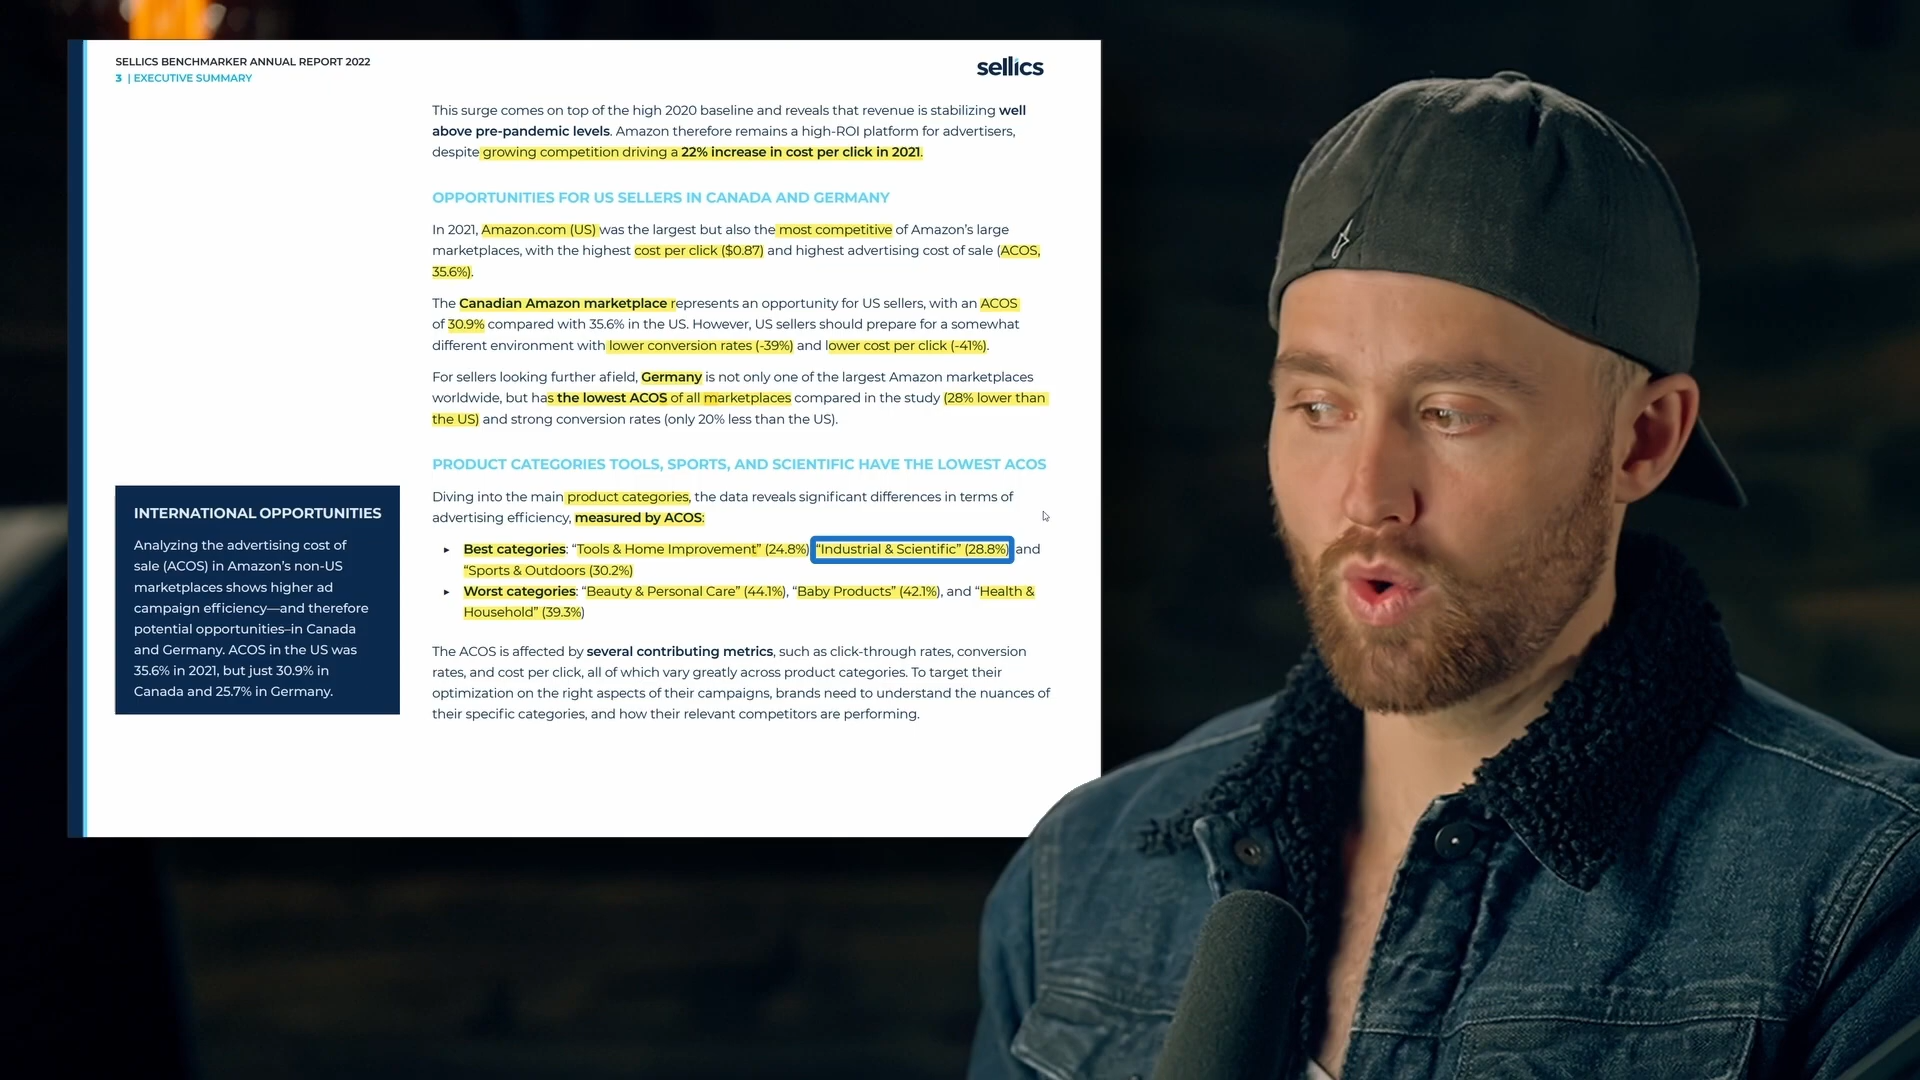 SELLICS BENCHMARKER ANNUAL REPORT 2022
3 | EXECUTIVE SUMMARY
sellics
This surge comes on top of the high 2020 baseline and reveals that revenue is stabilizing well
above pre-pandemic levels. Amazon therefore remains a high-ROI platform for advertisers,
despite growing competition driving a 22% increase in cost per click in 2021.
OPPORTUNITIES FOR US SELLERS IN CANADA AND GERMANY
In 2021, Amazon.com (US) was the largest but also the most competitive of Amazon's large
marketplaces, with the highest cost per click ($0.87) and highest advertising cost of sale (ACOS,
35.6%).
The Canadian Amazon marketplace represents an opportunity for US sellers, with an ACOS
of 30.9% compared with 35.6% in the US. However, US sellers should prepare for a somewhat
different environment with lower conversion rates (-39%) and lower cost per click (-41%).
For sellers looking further afield, Germany is not only one of the largest Amazon marketplaces
worldwide, but has the lowest ACOS of all marketplaces compared in the study (28% lower than
the US) and strong conversion rates (only 20% less than the US).
PRODUCT CATEGORIES TOOLS, SPORTS, AND SCIENTIFIC HAVE THE LOWEST ACOS
Diving into the main product categories, the data reveals significant differences in terms of
advertising efficiency, measured by ACOS:
▸ Best categories: “Tools & Home Improvement” (24.8%) “Industrial & Scientific” (28.8%) and
“Sports & Outdoors (30.2%)
▸ Worst categories: “Beauty & Personal Care” (44.1%), “Baby Products” (42.1%), and “Health &
Household” (39.3%)
The ACOS is affected by several contributing metrics, such as click-through rates, conversion
rates, and cost per click, all of which vary greatly across product categories. To target their
optimization on the right aspects of their campaigns, brands need to understand the nuances of
their specific categories, and how their relevant competitors are performing.
INTERNATIONAL OPPORTUNITIES
Analyzing the advertising cost of
sale (ACOS) in Amazon's non-US
marketplaces shows higher ad
campaign efficiency—and therefore
potential opportunities–in Canada
and Germany. ACOS in the US was
35.6% in 2021, but just 30.9% in
Canada and 25.7% in Germany.